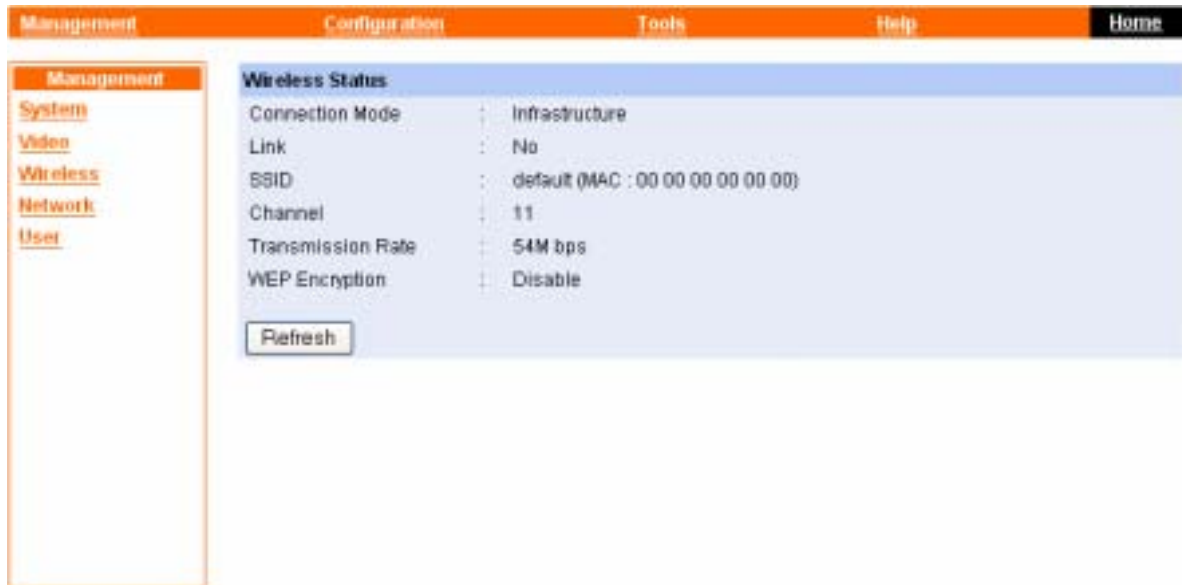 Management Configuration Tools Help Home
Management
System
Video
Wireless
Network
User
Wireless Status
Connection Mode : Infrastructure
Link : No
SSID : default (MAC : 00 00 00 00 00 00)
Channel : 11
Transmission Rate : 54M bps
WEP Encryption : Disable
Refresh